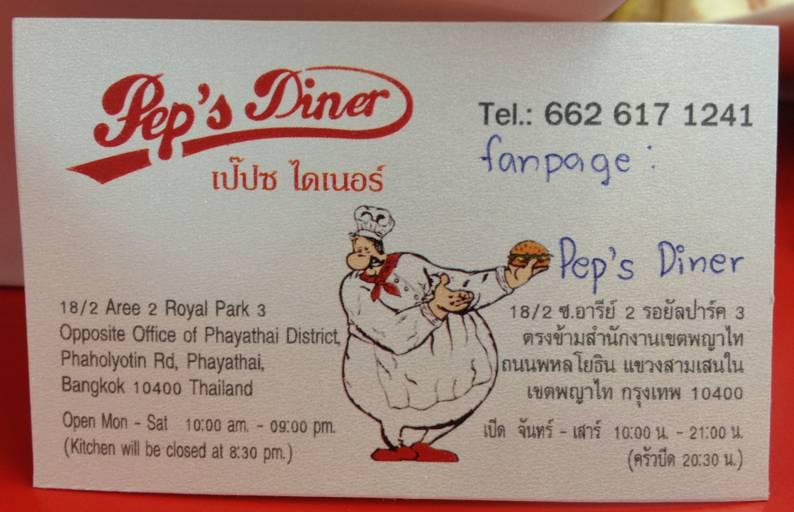 Pep's Diner
เป๊ปซ ไดเนอร์
Tel.: 662 617 1241
fanpage :
Pep's Diner
18/2 Aree 2 Royal Park 3
Opposite Office of Phayathai District,
Phaholyotin Rd, Phayathai,
Bangkok 10400 Thailand
Open Mon - Sat 10:00 am. - 09:00 pm.
(Kitchen will be closed at 8:30 pm.)
18/2 ซ.อารีย์ 2 รอยัลปาร์ค 3
ตรงข้ามสำนักงานเขตพญาไท
ถนนพหลโยธิน แขวงสามเสนใน
เขตพญาไท กรุงเทพ 10400
เปิด จันทร์ - เสาร์ 10:00 น. - 21:00 น.
(ครัวปิด 20:30 น.)